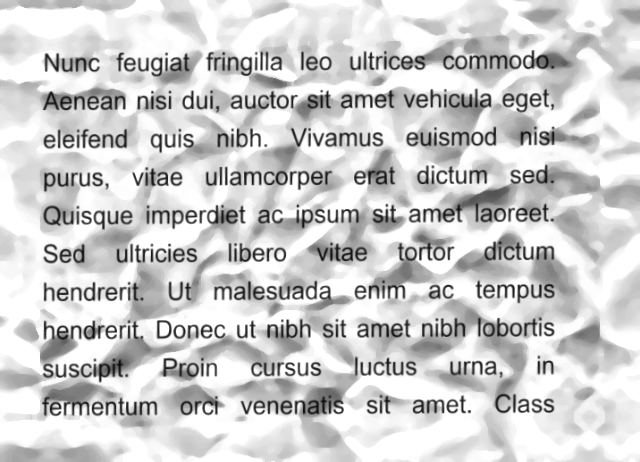 Nunc feugiat fringilla leo ultrices commodo.
Aenean nisi dui, auctor sit amet vehicula eget,
eleifend quis nibh. Vivamus euismod nisi
purus, vitae ullamcorper erat dictum sed.
Quisque imperdiet ac ipsum sit amet laoreet.
Sed ultricies libero vitae tortor dictum
hendrerit. Ut malesuada enim ac tempus
hendrerit. Donec ut nibh sit amet nibh lobortis
suscipit. Proin cursus luctus urna, in
fermentum orci venenatis sit amet. Class